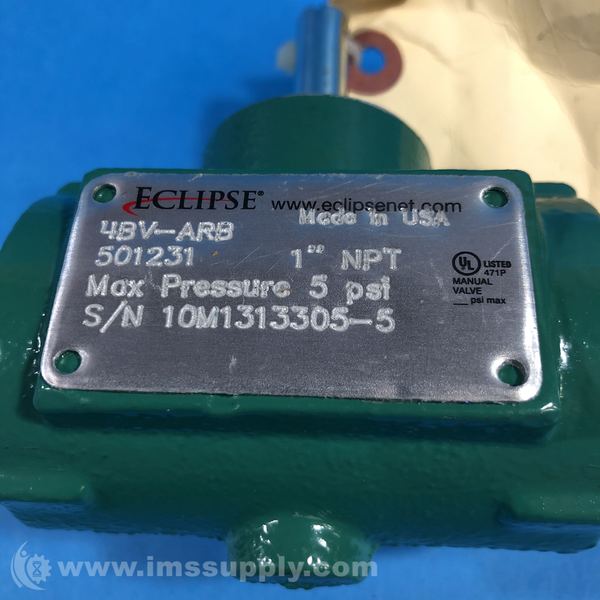 ECLIPSE® www.eclipsenet.com
4BV-ARB Made in USA
501231 1" NPT
Max Pressure 5 psi
S/N 10M1313305-5
UL LISTED
471P
MANUAL
VALVE
__ psi max
© www.imssupply.com